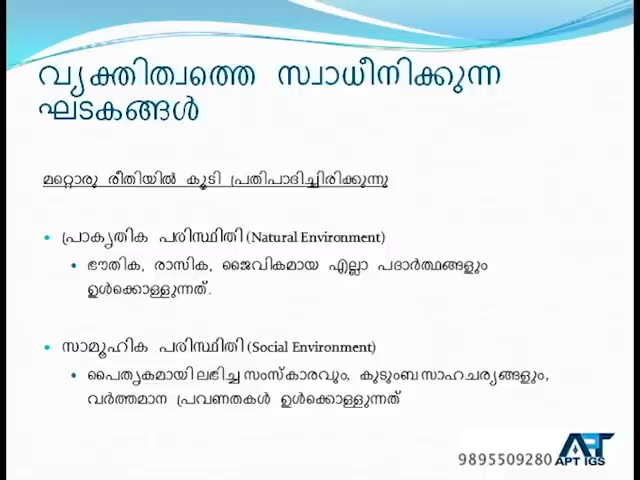 വ്യക്തിത്വത്തെ സ്വാധീനിക്കുന്ന
ഘടകങ്ങൾ
മറ്റൊരു രീതിയിൽ കൂടി പ്രതിപാദിച്ചിരിക്കുന്നു
• പ്രാകൃതിക പരിസ്ഥിതി (Natural Environment)
• ഭൗതിക, രാസിക, ജൈവികമായ എല്ലാ പദാർത്ഥങ്ങളും
ഉൾക്കൊള്ളുന്നത്.
• സാമൂഹിക പരിസ്ഥിതി (Social Environment)
• പൈതൃകമായി ലഭിച്ച സംസ്കാരവും, കുടുംബ സാഹചര്യങ്ങളും,
വർത്തമാന പ്രവണതകൾ ഉൾക്കൊള്ളുന്നത്
APT
9895509280 APT IGS